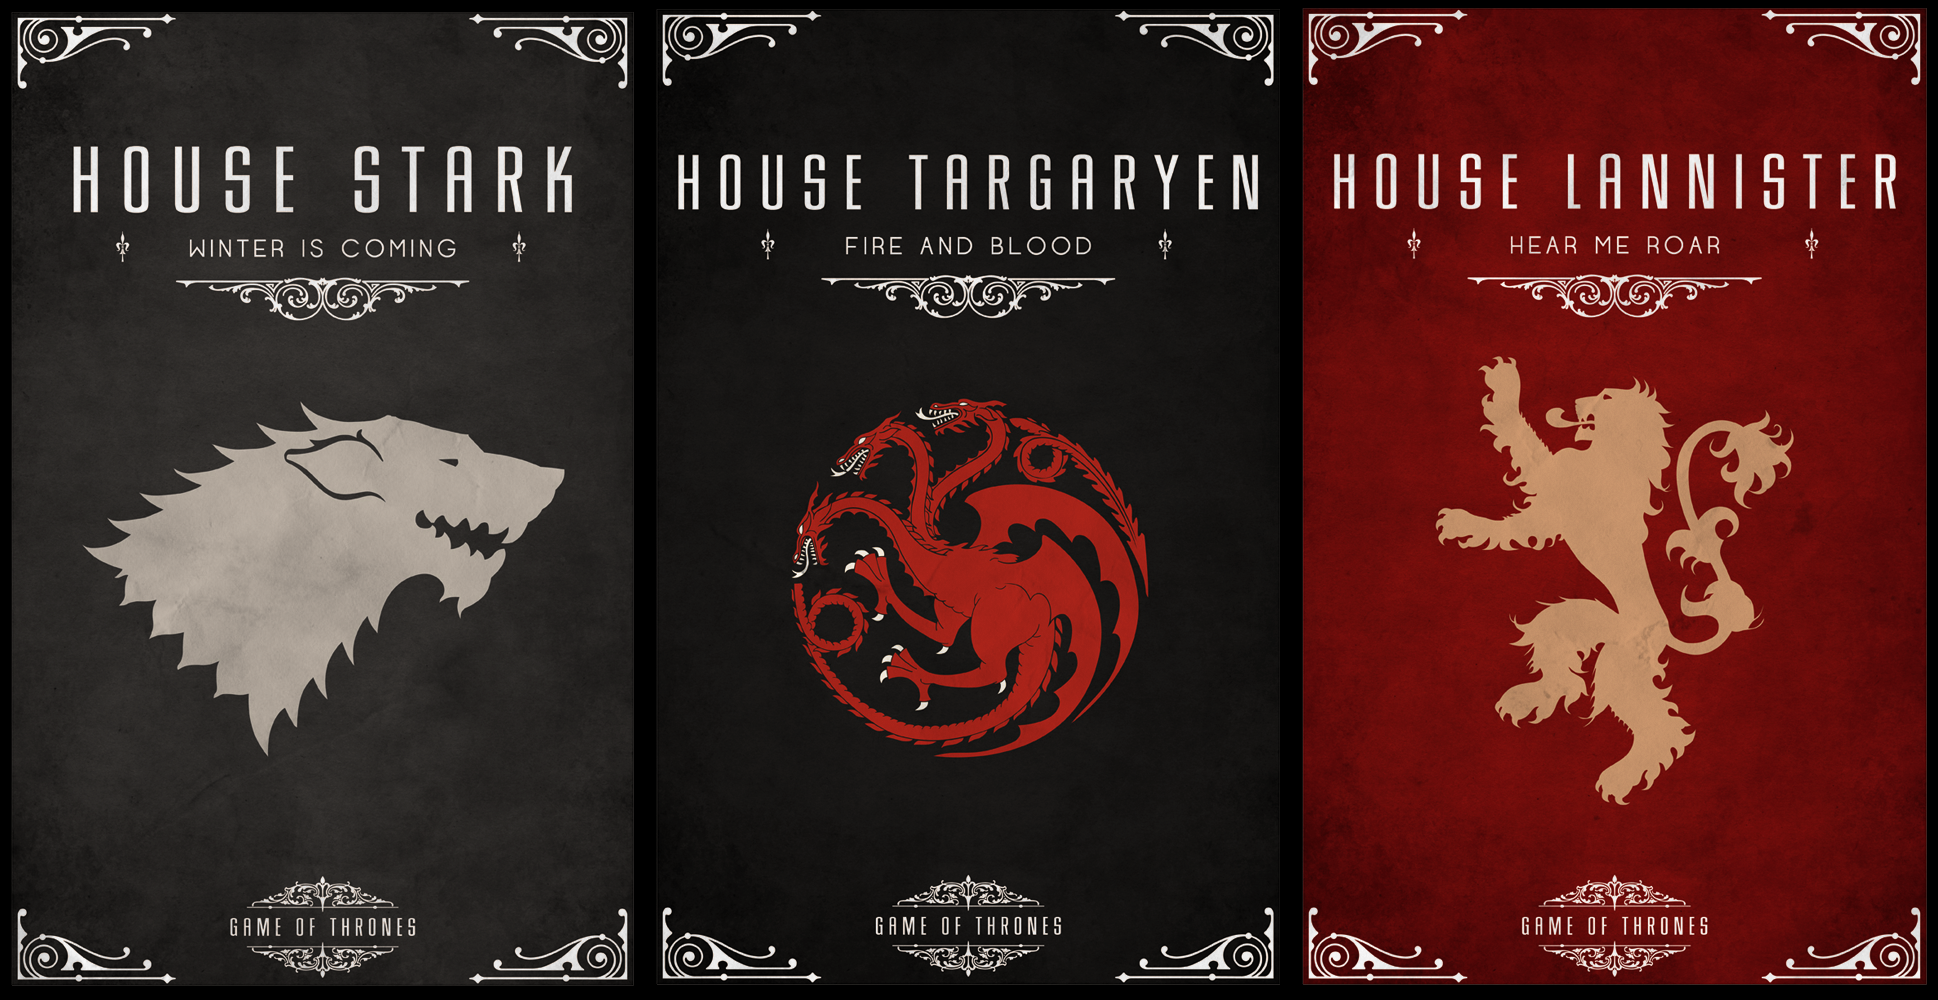 HOUSE STARK
WINTER IS COMING
GAME OF THRONES
HOUSE TARGARYEN
FIRE AND BLOOD
GAME OF THRONES
HOUSE LANNISTER
HEAR ME ROAR
GAME OF THRONES